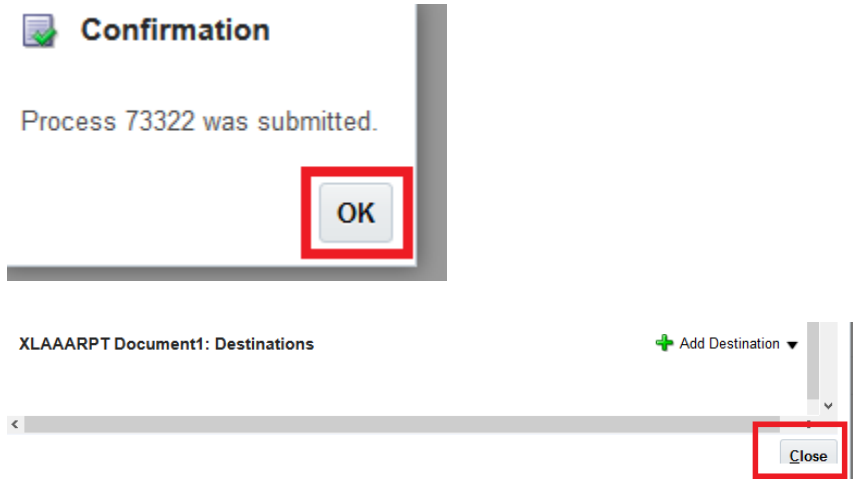 Confirmation
Process 73322 was submitted.
OK
XLAAARPT Document1: Destinations
Add Destination
Close